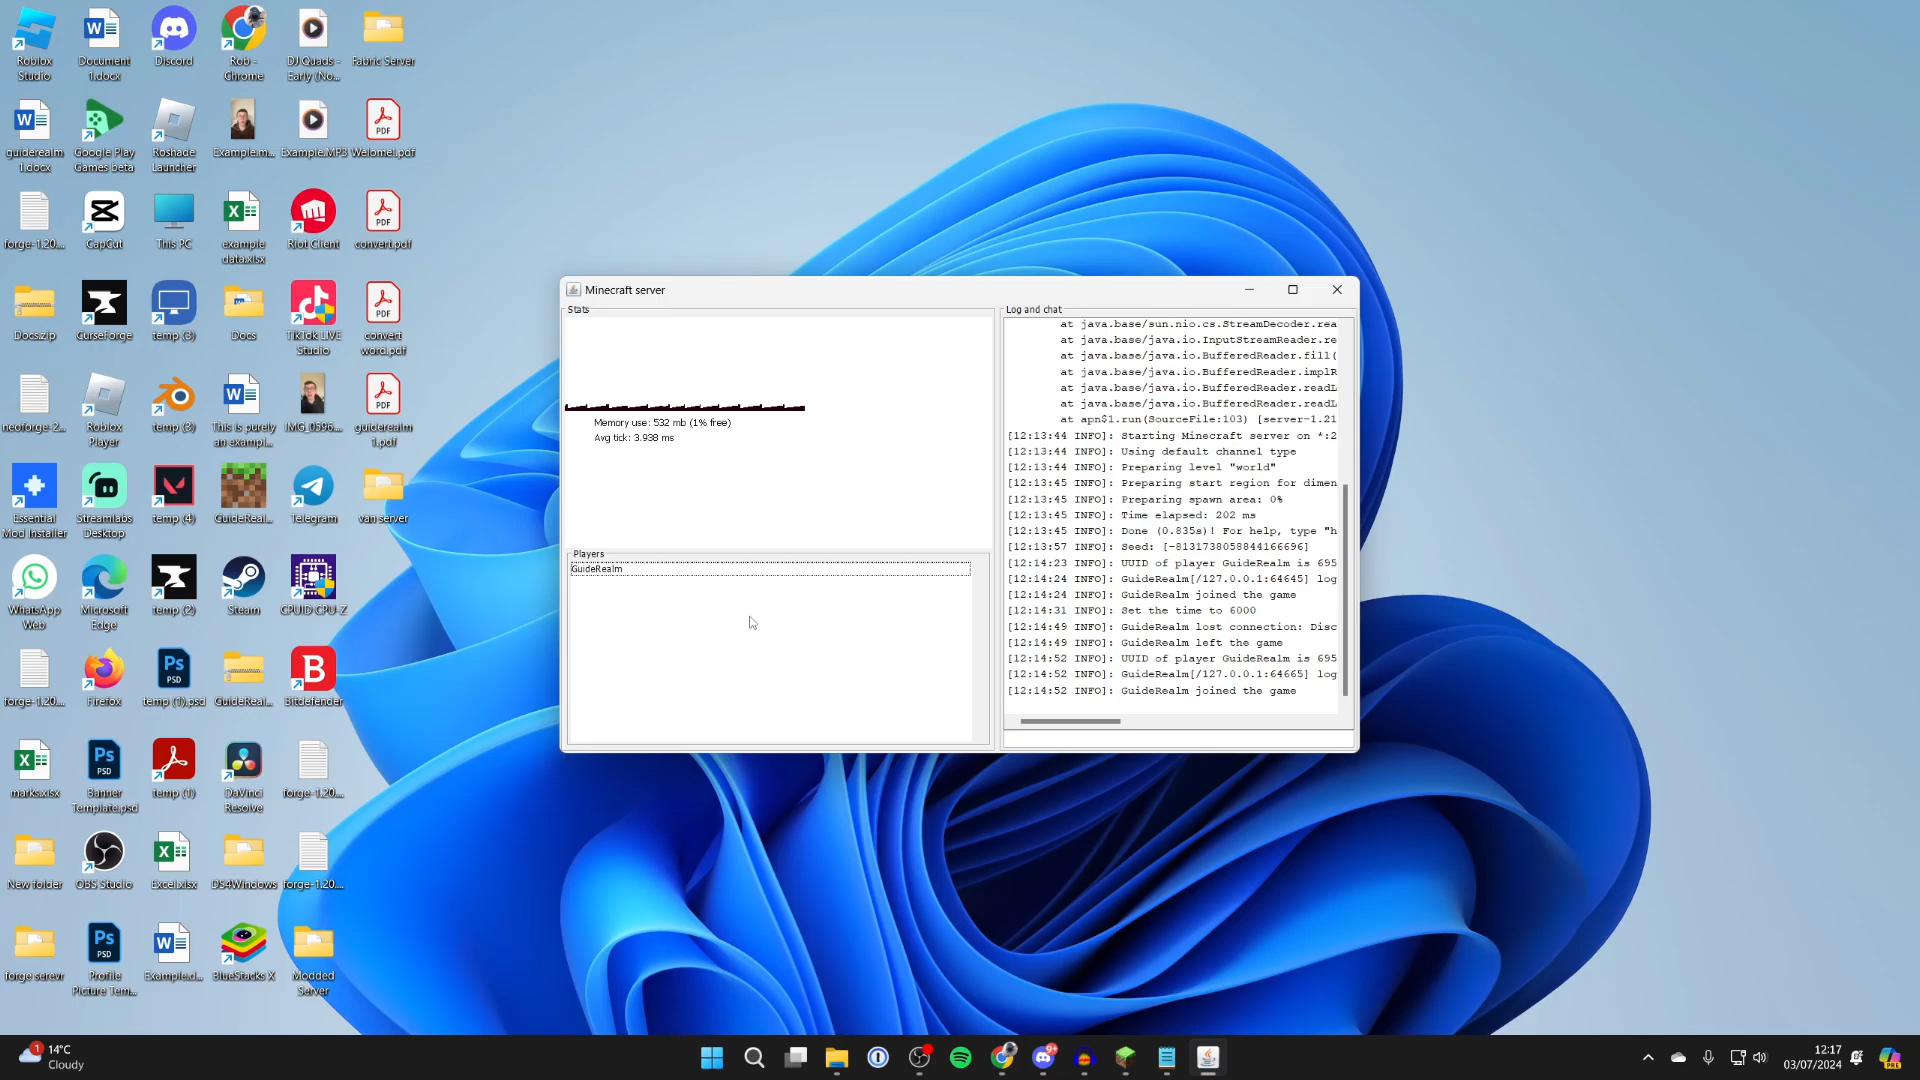 Roblox Studio
Document 1.docx
Discord
Rob - Chrome
DJ Quads - Early (No...
Fabric Server
guiderealm 1.docx
Google Play Games beta
Roshade Launcher
Example.m...
Example.MP3
Welome!.pdf
forge-1.20....
CapCut
This PC
example data.xlsx
Riot Client
convert.pdf
Docs.zip
CurseForge
temp (3)
Docs
TikTok LIVE Studio
convert word.pdf
neoforge-2...
Roblox Player
temp (3)
This is purely an exampl...
IMG_0596....
guiderealm 1.pdf
Essential Mod Installer
Streamlabs Desktop
temp (4)
GuideReal...
Telegram
van server
WhatsApp Web
Microsoft Edge
temp (2)
Steam
CPUID CPU-Z
forge-1.20....
Firefox
temp (1).psd
GuideReal...
Bitdefender
marks.xlsx
Banner Template.psd
temp (1)
DaVinci Resolve
forge-1.20....
New folder
OBS Studio
Excel.xlsx
DS4Windows
forge-1.20....
forge serevr
Profile Picture Tem...
Example.d...
BlueStacks X
Modded Server
Minecraft server
Stats
Memory use: 532 mb (1% free)
Avg tick: 3.938 ms
Players
GuideRealm
Log and chat
at java.base/sun.nio.cs.StreamDecoder.rea
at java.base/java.io.InputStreamReader.re
at java.base/java.io.BufferedReader.fill(
at java.base/java.io.BufferedReader.implR
at java.base/java.io.BufferedReader.readL
at java.base/java.io.BufferedReader.readL
at apn$1.run(SourceFile:103) [server-1.21
[12:13:44 INFO]: Starting Minecraft server on *:2
[12:13:44 INFO]: Using default channel type
[12:13:44 INFO]: Preparing level "world"
[12:13:45 INFO]: Preparing start region for dimen
[12:13:45 INFO]: Preparing spawn area: 0%
[12:13:45 INFO]: Time elapsed: 202 ms
[12:13:45 INFO]: Done (0.835s)! For help, type "h
[12:13:57 INFO]: Seed: [-8131738058844166696]
[12:14:23 INFO]: UUID of player GuideRealm is 695
[12:14:24 INFO]: GuideRealm[/127.0.0.1:64645] log
[12:14:24 INFO]: GuideRealm joined the game
[12:14:31 INFO]: Set the time to 6000
[12:14:49 INFO]: GuideRealm lost connection: Disc
[12:14:49 INFO]: GuideRealm left the game
[12:14:52 INFO]: UUID of player GuideRealm is 695
[12:14:52 INFO]: GuideRealm[/127.0.0.1:64665] log
[12:14:52 INFO]: GuideRealm joined the game
1
14°C
Cloudy
9+
12:17
03/07/2024
PRE